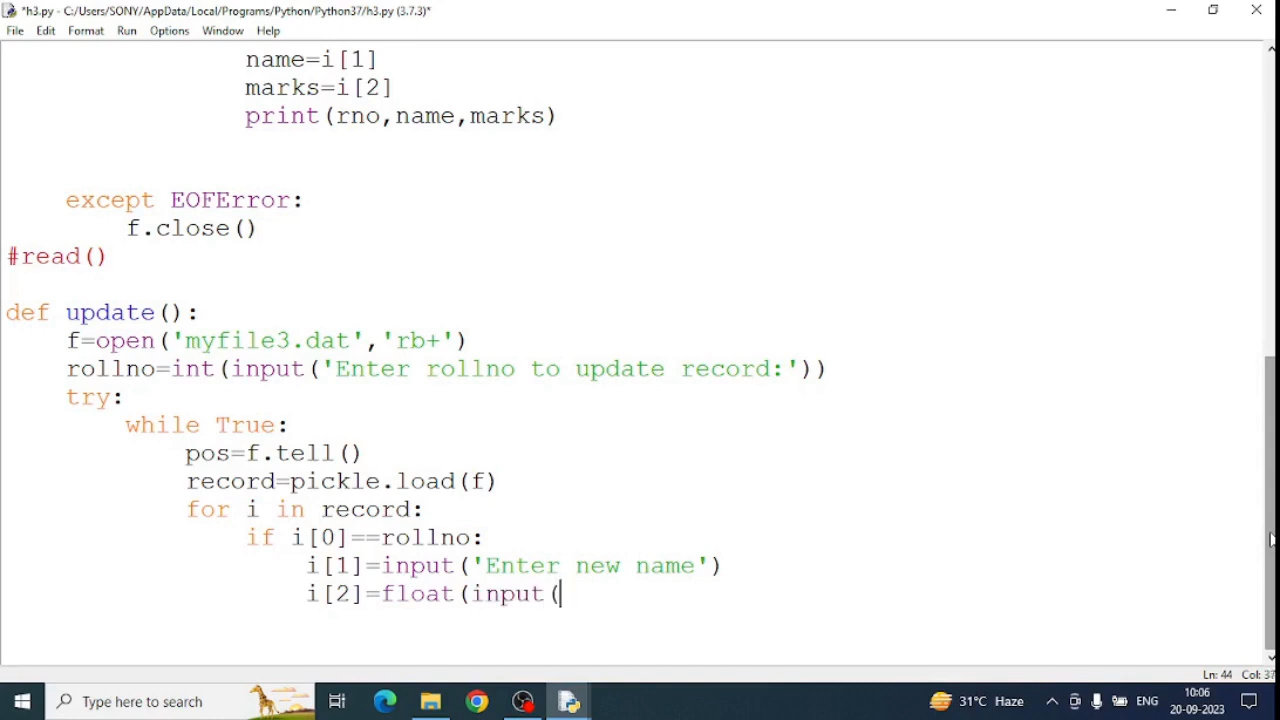 *h3.py - C:/Users/SONY/AppData/Local/Programs/Python/Python37/h3.py (3.7.3)*
File Edit Format Run Options Window Help
name=i[1]
marks=i[2]
print(rno,name,marks)
except EOFError:
f.close()
#read()
def update():
f=open('myfile3.dat','rb+')
rollno=int(input('Enter rollno to update record:'))
try:
while True:
pos=f.tell()
record=pickle.load(f)
for i in record:
if i[0]==rollno:
i[1]=input('Enter new name')
i[2]=float(input(
Ln: 44 Col: 37
Type here to search
31°C Haze
ENG
10:06
20-09-2023